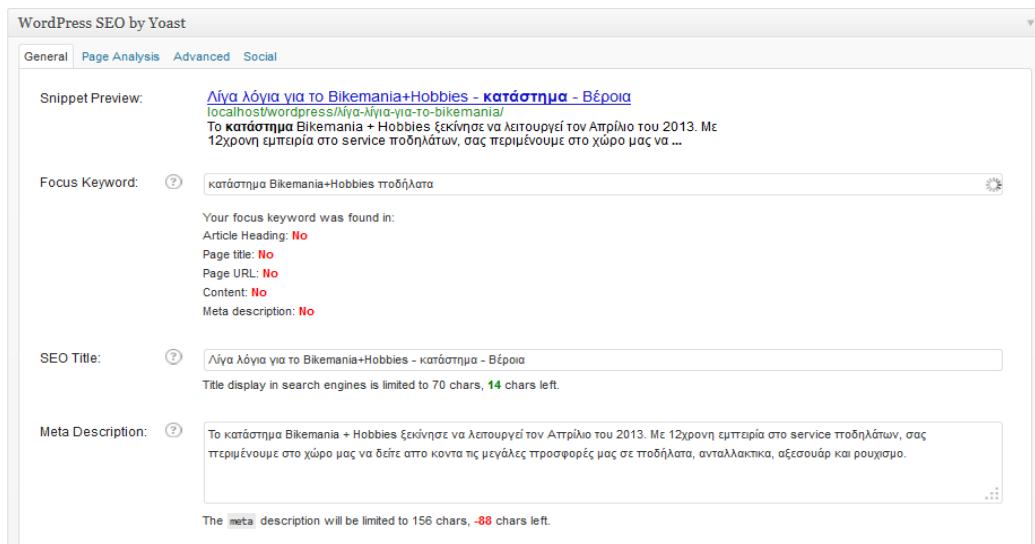 WordPress SEO by Yoast
General Page Analysis Advanced Social
Snippet Preview:
Λίγα λόγια για το Bikemania+Hobbies - κατάστημα - Βέροια
localhost/wordpress/λίγα-λίγια-για-το-bikemania/
Το κατάστημα Bikemania + Hobbies ξεκίνησε να λειτουργεί τον Απρίλιο του 2013. Με
12χρονη εμπειρία στο service ποδηλάτων, σας περιμένουμε στο χώρο μας να ...
Focus Keyword: ? κατάστημα Bikemania+Hobbies ποδήλατα
Your focus keyword was found in:
Article Heading: No
Page title: No
Page URL: No
Content: No
Meta description: No
SEO Title: ? Λίγα λόγια για το Bikemania+Hobbies - κατάστημα - Βέροια
Title display in search engines is limited to 70 chars, 14 chars left.
Meta Description: ? Το κατάστημα Bikemania + Hobbies ξεκίνησε να λειτουργεί τον Απρίλιο του 2013. Με 12χρονη εμπειρία στο service ποδηλάτων, σας
περιμένουμε στο χώρο μας να δείτε απο κοντα τις μεγάλες προσφορές μας σε ποδήλατα, ανταλλακτικα, αξεσουάρ και ρουχισμο.
The meta description will be limited to 156 chars, -88 chars left.